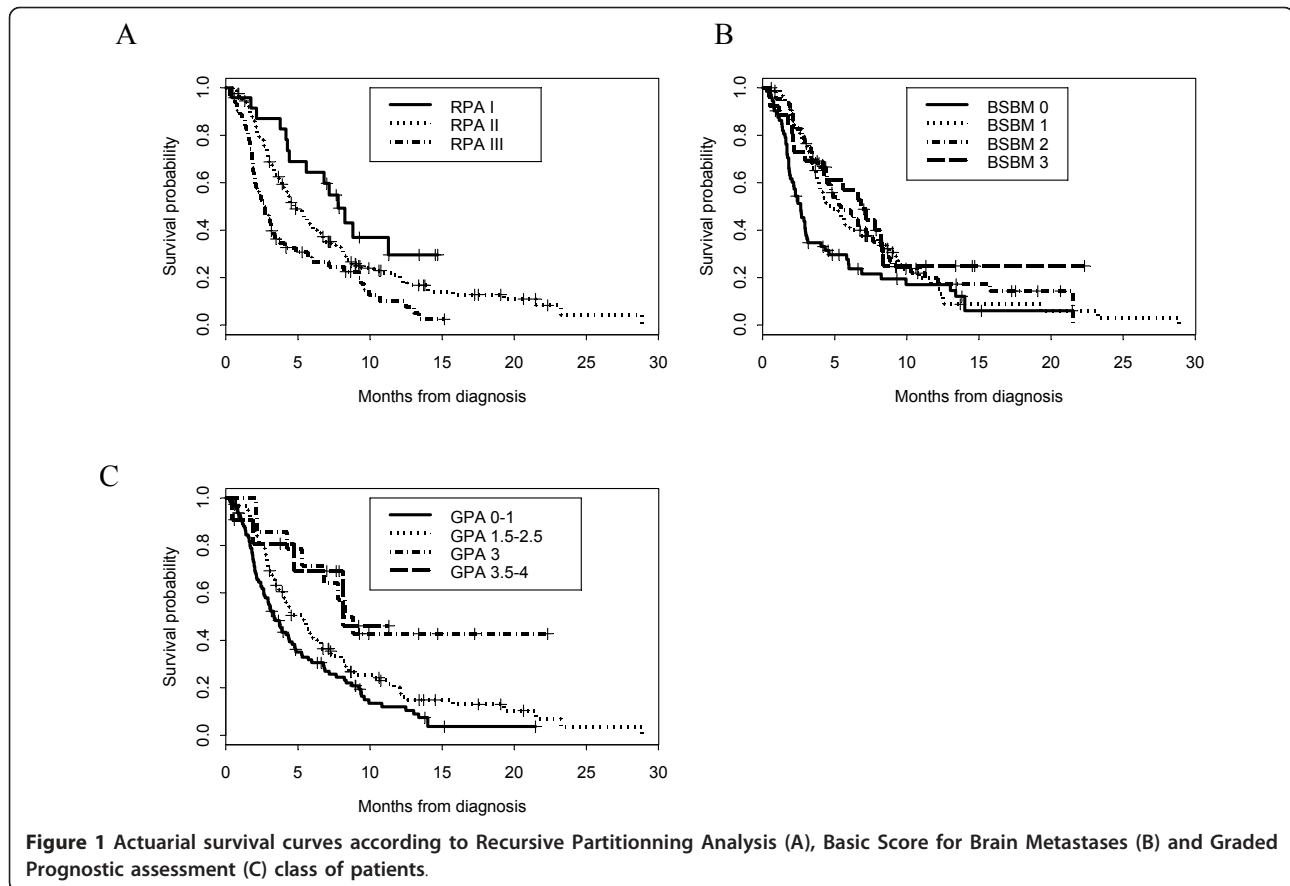 A
Survival probability
1.0
0.8
0.6
0.4
0.2
0.0
RPA I
RPA II
RPA III
0 5 10 15 20 25 30
Months from diagnosis
B
Survival probability
1.0
0.8
0.6
0.4
0.2
0.0
BSBM 0
BSBM 1
BSBM 2
BSBM 3
0 5 10 15 20 25 30
Months from diagnosis
C
Survival probability
1.0
0.8
0.6
0.4
0.2
0.0
GPA 0-1
GPA 1.5-2.5
GPA 3
GPA 3.5-4
0 5 10 15 20 25 30
Months from diagnosis
Figure 1 Actuarial survival curves according to Recursive Partitionning Analysis (A), Basic Score for Brain Metastases (B) and Graded
Prognostic assessment (C) class of patients.